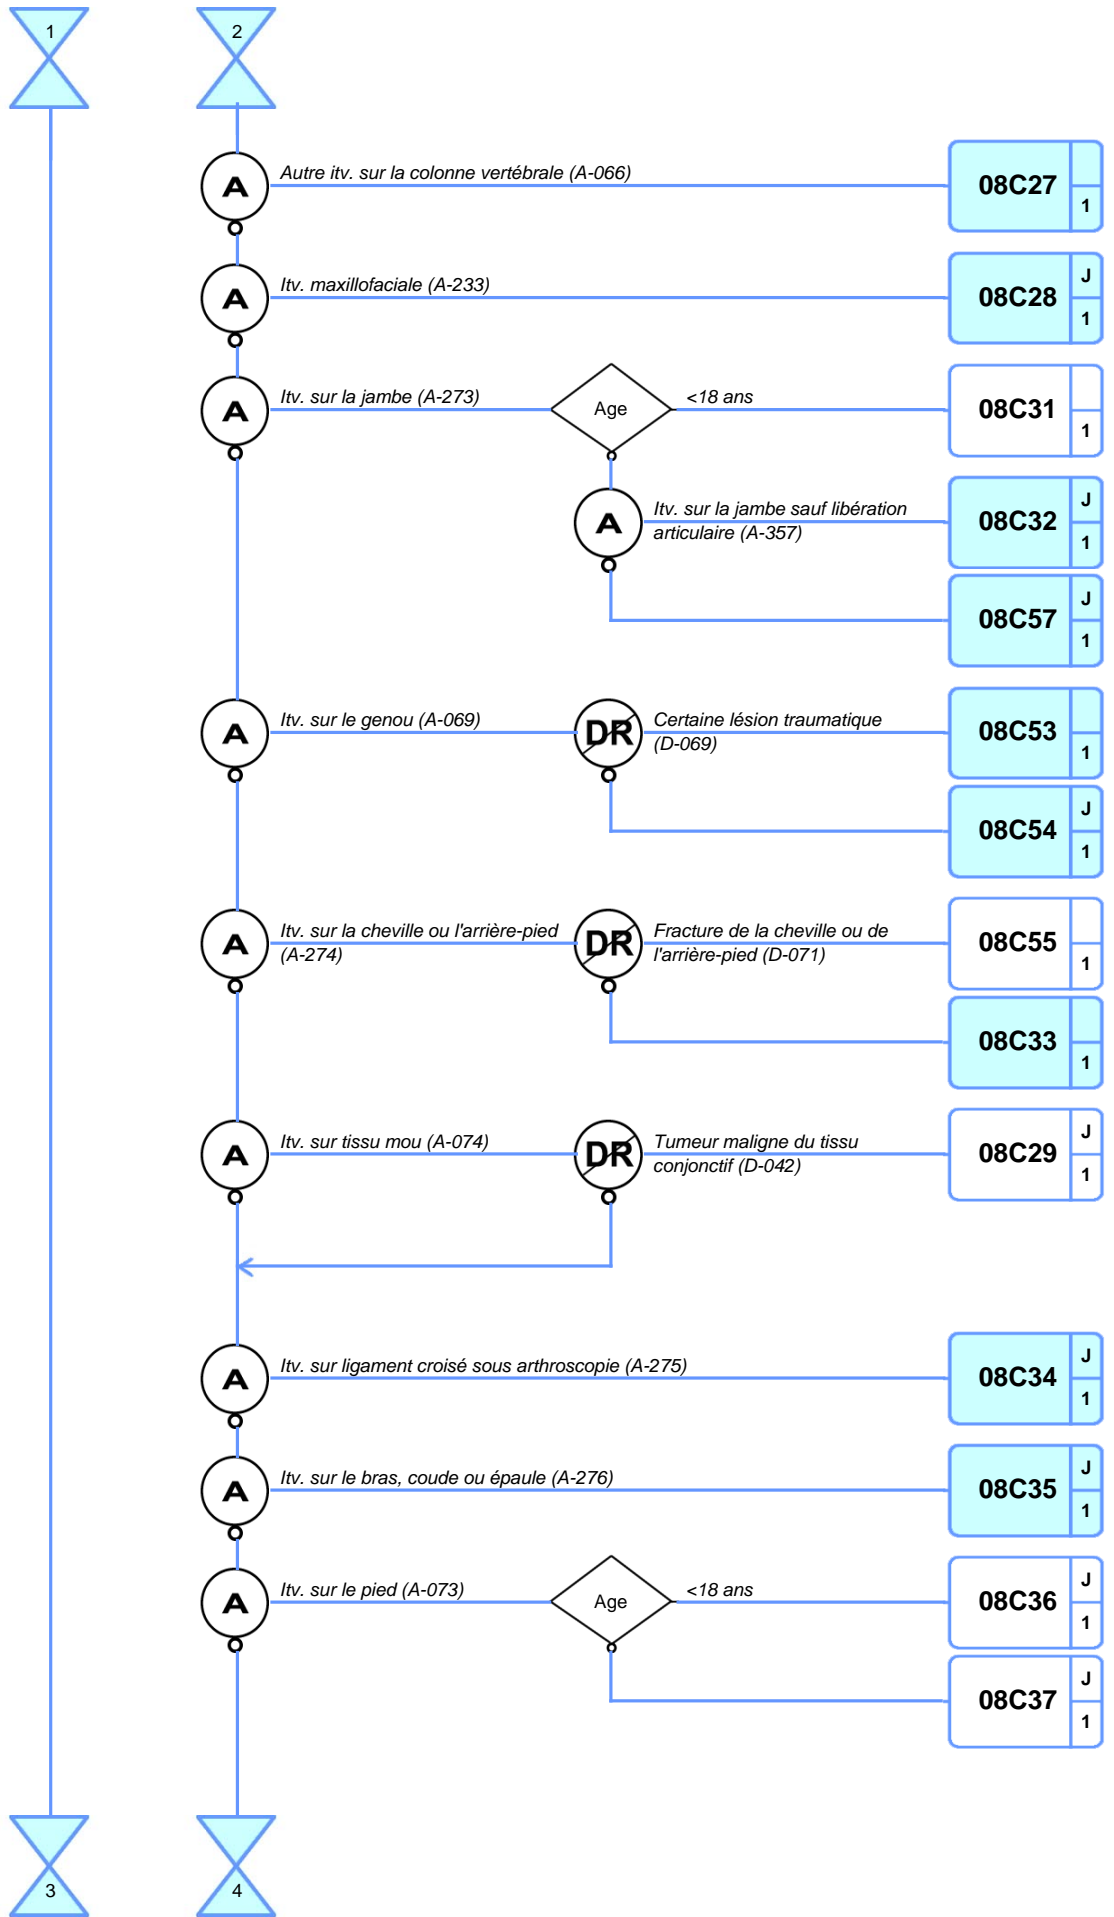 1
2
A
Autre itv. sur la colonne vertébrale (A-066)
08C27
1
A
Itv. maxillofaciale (A-233)
08C28
J
1
A
Itv. sur la jambe (A-273)
Age
<18 ans
08C31
1
A
Itv. sur la jambe sauf libération
articulaire (A-357)
08C32
J
1
08C57
J
1
A
Itv. sur le genou (A-069)
DR
Certaine lésion traumatique
(D-069)
08C53
1
08C54
J
1
A
Itv. sur la cheville ou l'arrière-pied
(A-274)
DR
Fracture de la cheville ou de
l'arrière-pied (D-071)
08C55
1
08C33
1
A
Itv. sur tissu mou (A-074)
DR
Tumeur maligne du tissu
conjonctif (D-042)
08C29
J
1
A
Itv. sur ligament croisé sous arthroscopie (A-275)
08C34
J
1
A
Itv. sur le bras, coude ou épaule (A-276)
08C35
J
1
A
Itv. sur le pied (A-073)
Age
<18 ans
08C36
J
1
08C37
J
1
3
4